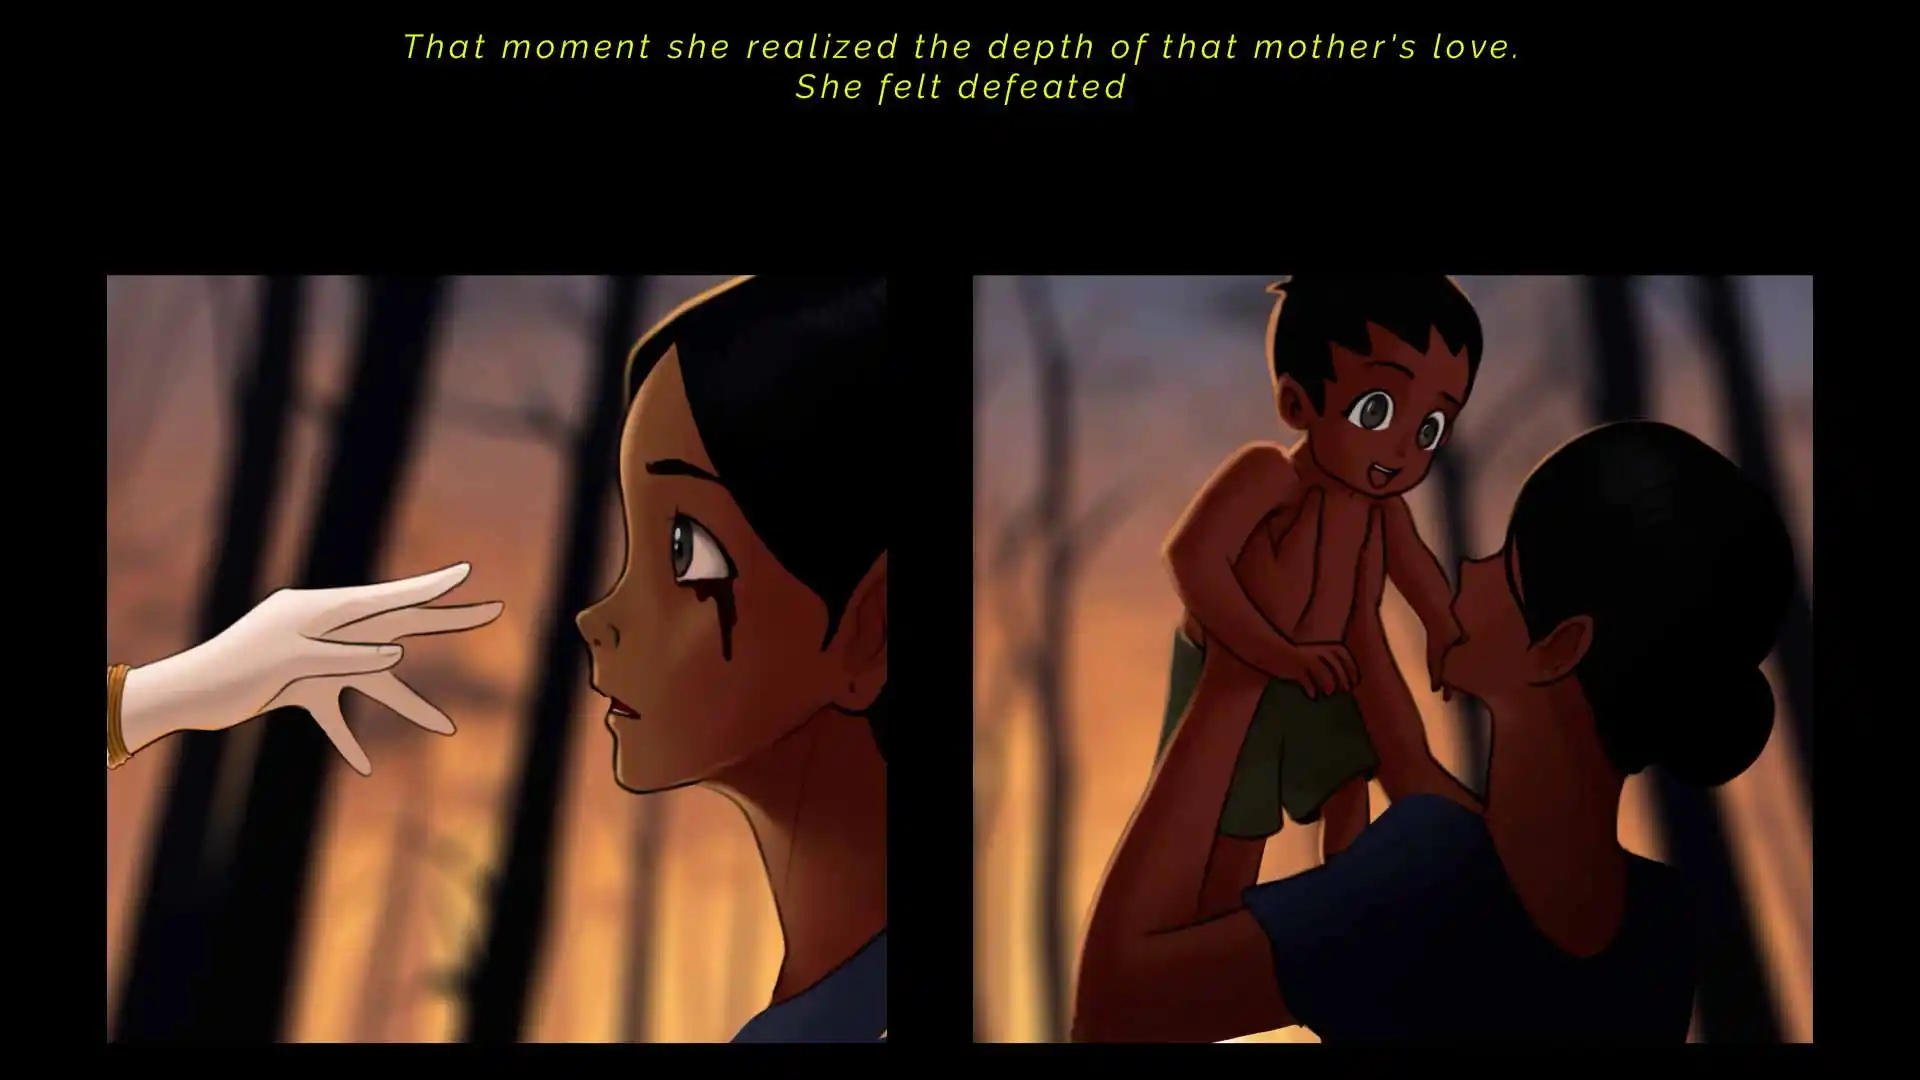 That moment she realized the depth of that mother's love.
She felt defeated